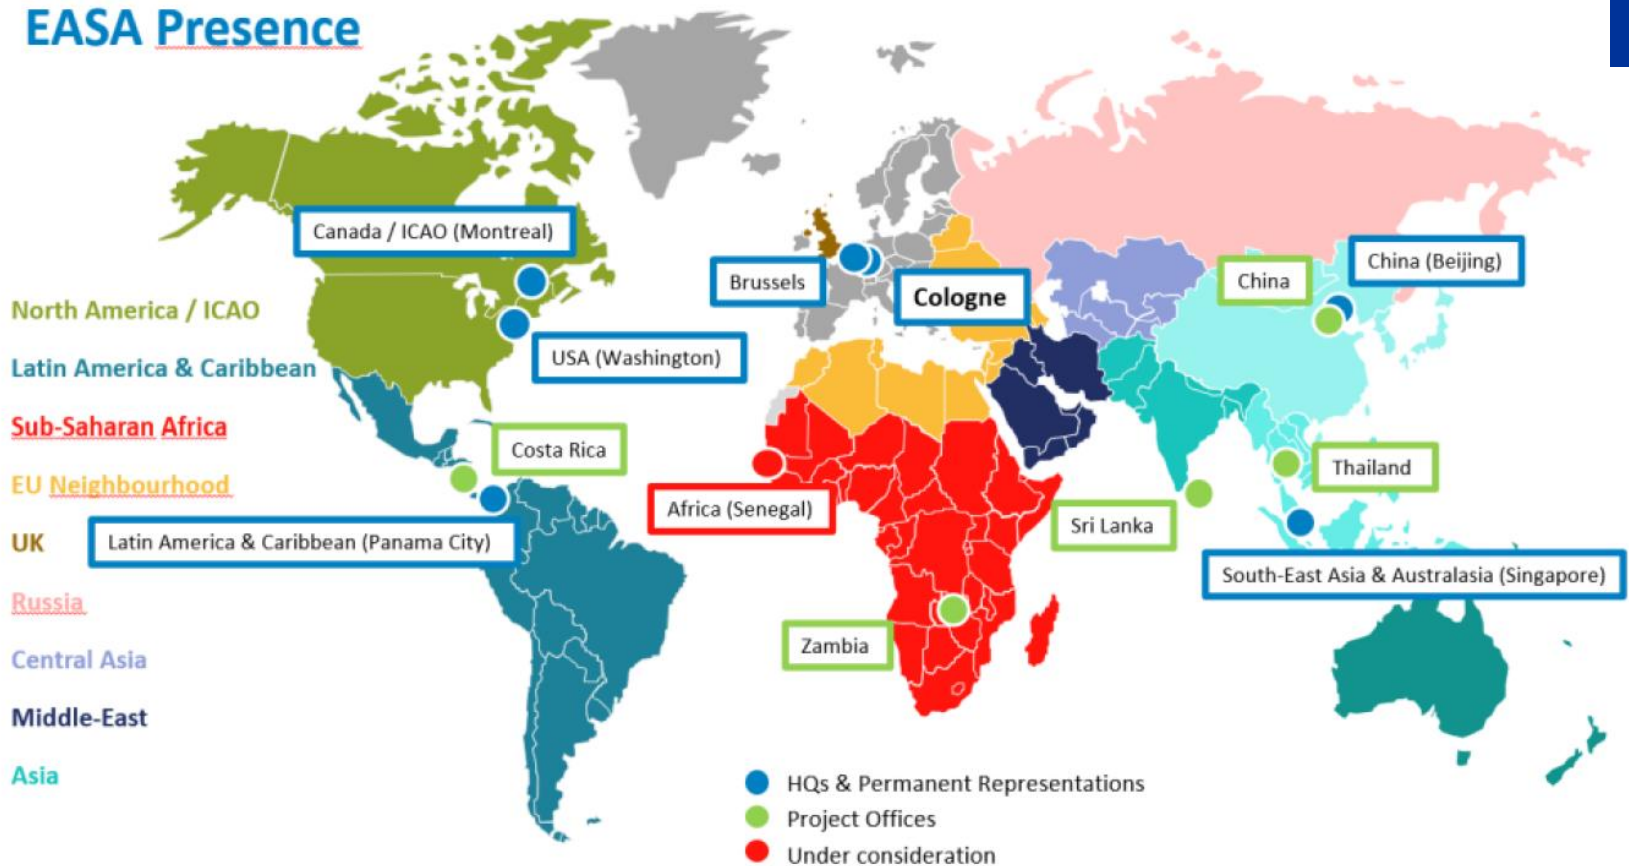 EASA Presence
Canada / ICAO (Montreal)
China (Beijing)
China
Brussels
Cologne
North America / ICAO
USA (Washington)
Latin America & Caribbean
Sub-Saharan Africa
Costa Rica
Thailand
EU Neighbourhood
Africa (Senegal)
Sri Lanka
UK
Latin America & Caribbean (Panama City)
South-East Asia & Australasia (Singapore)
Russia
Zambia
Central Asia
Middle-East
Asia
HQs & Permanent Representations
Project Offices
Under consideration